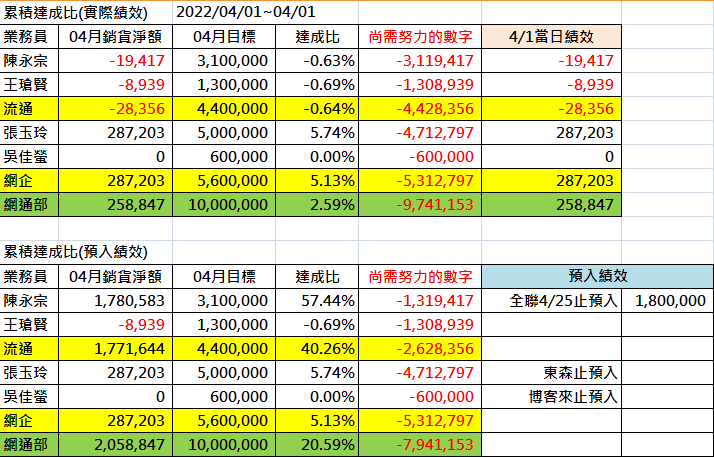 累積達成比(實際績效) 2022/04/01~04/01
業務員 04月銷貨淨額 04月目標 達成比 尚需努力的數字 4/1當日績效
陳永宗 -19,417 3,100,000 -0.63% -3,119,417 -19,417
王瑲賢 -8,939 1,300,000 -0.69% -1,308,939 -8,939
流通 -28,356 4,400,000 -0.64% -4,428,356 -28,356
張玉玲 287,203 5,000,000 5.74% -4,712,797 287,203
吳佳螢 0 600,000 0.00% -600,000 0
網企 287,203 5,600,000 5.13% -5,312,797 287,203
網通部 258,847 10,000,000 2.59% -9,741,153 258,847
累積達成比(預入績效)
業務員 04月銷貨淨額 04月目標 達成比 尚需努力的數字 預入績效
陳永宗 1,780,583 3,100,000 57.44% -1,319,417 全聯4/25止預入 1,800,000
王瑲賢 -8,939 1,300,000 -0.69% -1,308,939
流通 1,771,644 4,400,000 40.26% -2,628,356
張玉玲 287,203 5,000,000 5.74% -4,712,797 東森止預入
吳佳螢 0 600,000 0.00% -600,000 博客來止預入
網企 287,203 5,600,000 5.13% -5,312,797
網通部 2,058,847 10,000,000 20.59% -7,941,153